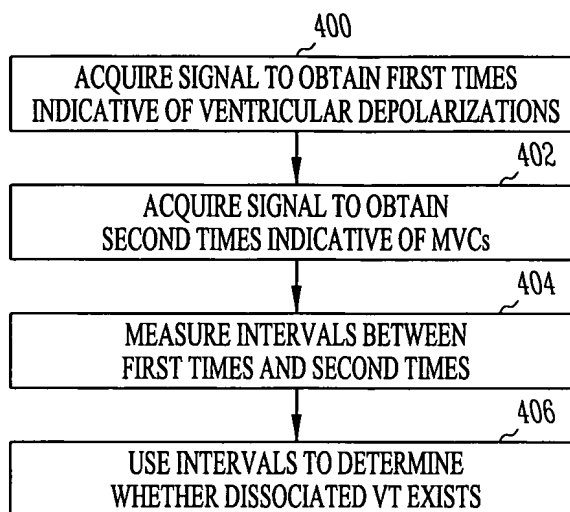 400
ACQUIRE SIGNAL TO OBTAIN FIRST TIMES
INDICATIVE OF VENTRICULAR DEPOLARIZATIONS
402
ACQUIRE SIGNAL TO OBTAIN
SECOND TIMES INDICATIVE OF MVCs
404
MEASURE INTERVALS BETWEEN
FIRST TIMES AND SECOND TIMES
406
USE INTERVALS TO DETERMINE
WHETHER DISSOCIATED VT EXISTS